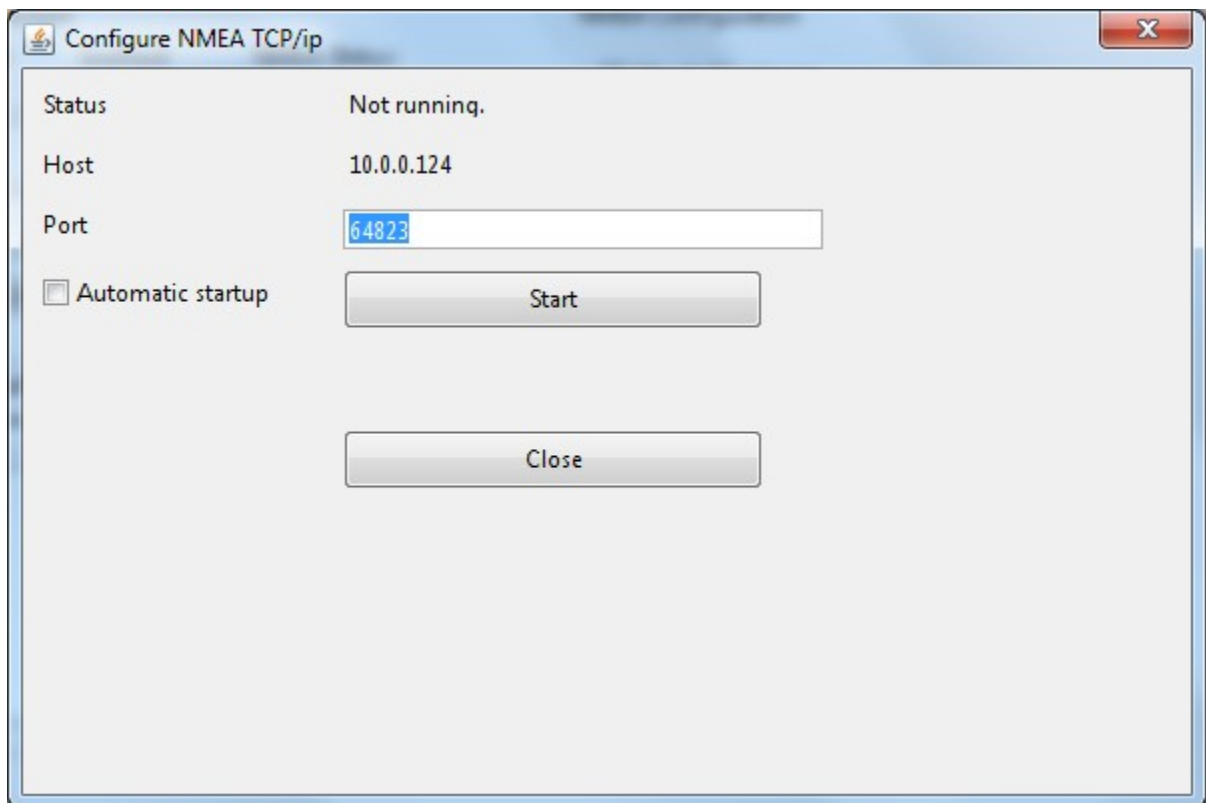 Configure NMEA TCP/ip
Status Not running.
Host 10.0.0.124
Port 64823
Automatic startup Start
Close